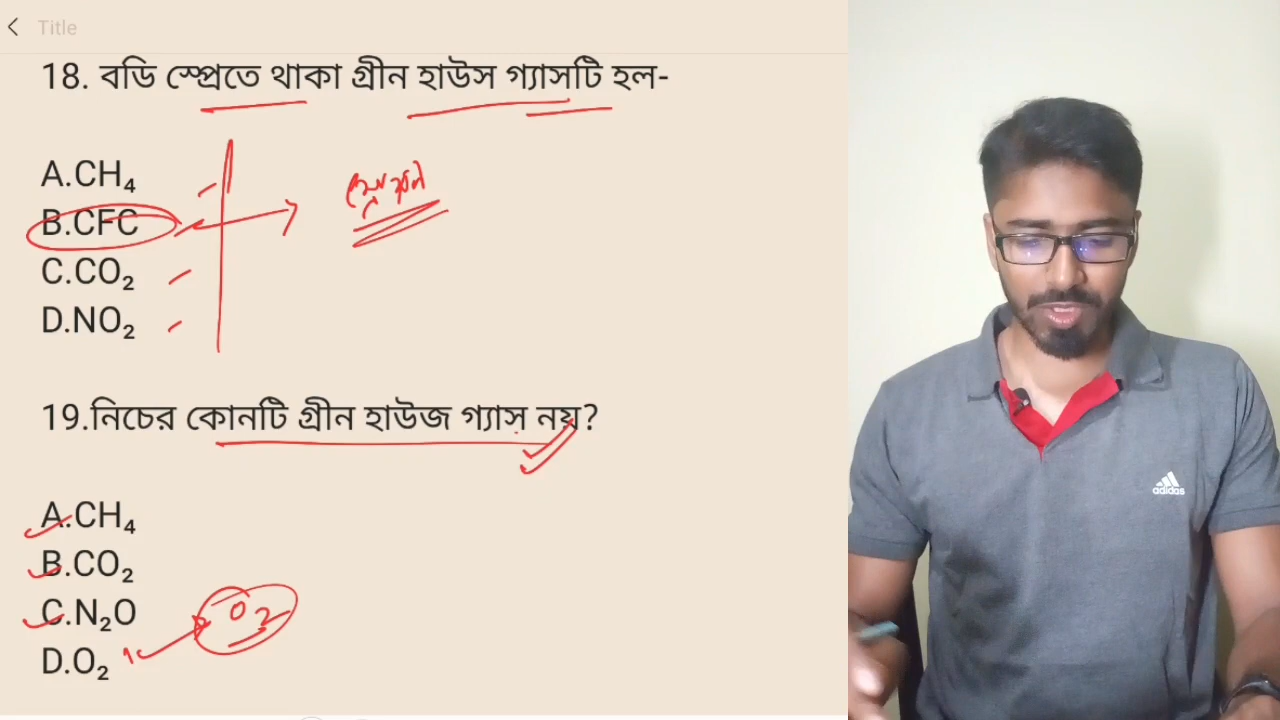 Title
18. বডি স্প্রেতে থাকা গ্রীন হাউস গ্যাসটি হল-
A.CH₄
B.CFC
C.CO₂
D.NO₂
19.নিচের কোনটি গ্রীন হাউজ গ্যাস নয়?
A.CH₄
B.CO₂
C.N₂O
O₂
D.O₂
adidas